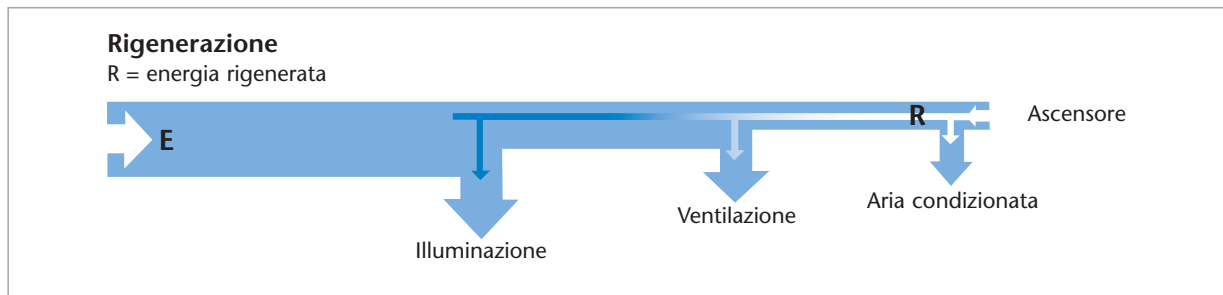 Rigenerazione
R = energia rigenerata
E
R
Ascensore
Illuminazione
Ventilazione
Aria condizionata